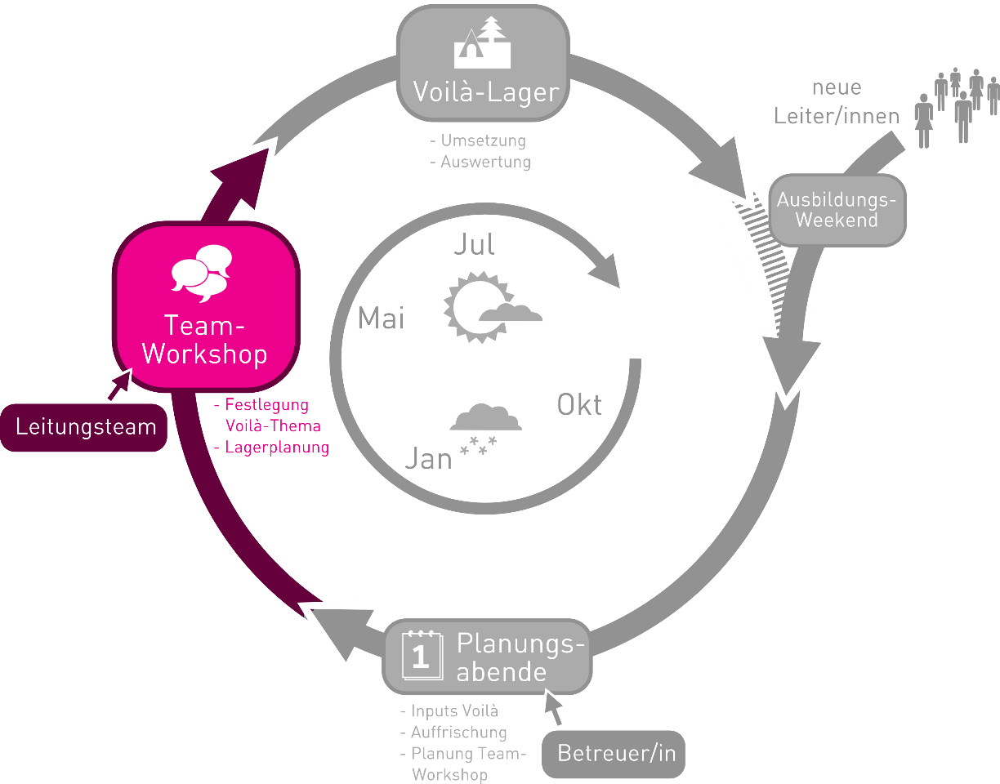 Voilà-Lager
- Umsetzung
- Auswertung
neue
Leiter/innen
Ausbildungs-
Weekend
Jul
Mai
Okt
Jan
Team-
Workshop
Leitungsteam
- Festlegung
Voilà-Thema
- Lagerplanung
1
Planungs-
abende
- Inputs Voilà
- Auffrischung
- Planung Team-
Workshop
Betreuer/in